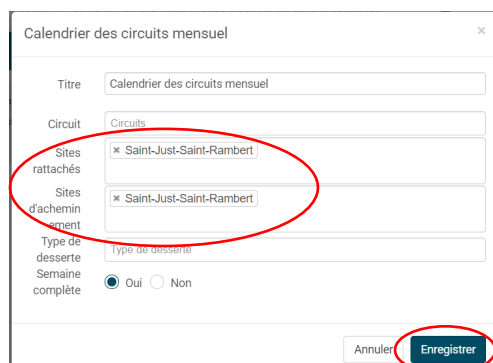 Calendrier des circuits mensuel ×
Titre Calendrier des circuits mensuel
Circuit Circuits
Sites rattachés × Saint-Just-Saint-Rambert
Sites d'achemin ement × Saint-Just-Saint-Rambert
Type de desserte Type de desserte
Semaine complète Oui Non
Annuler Enregistrer